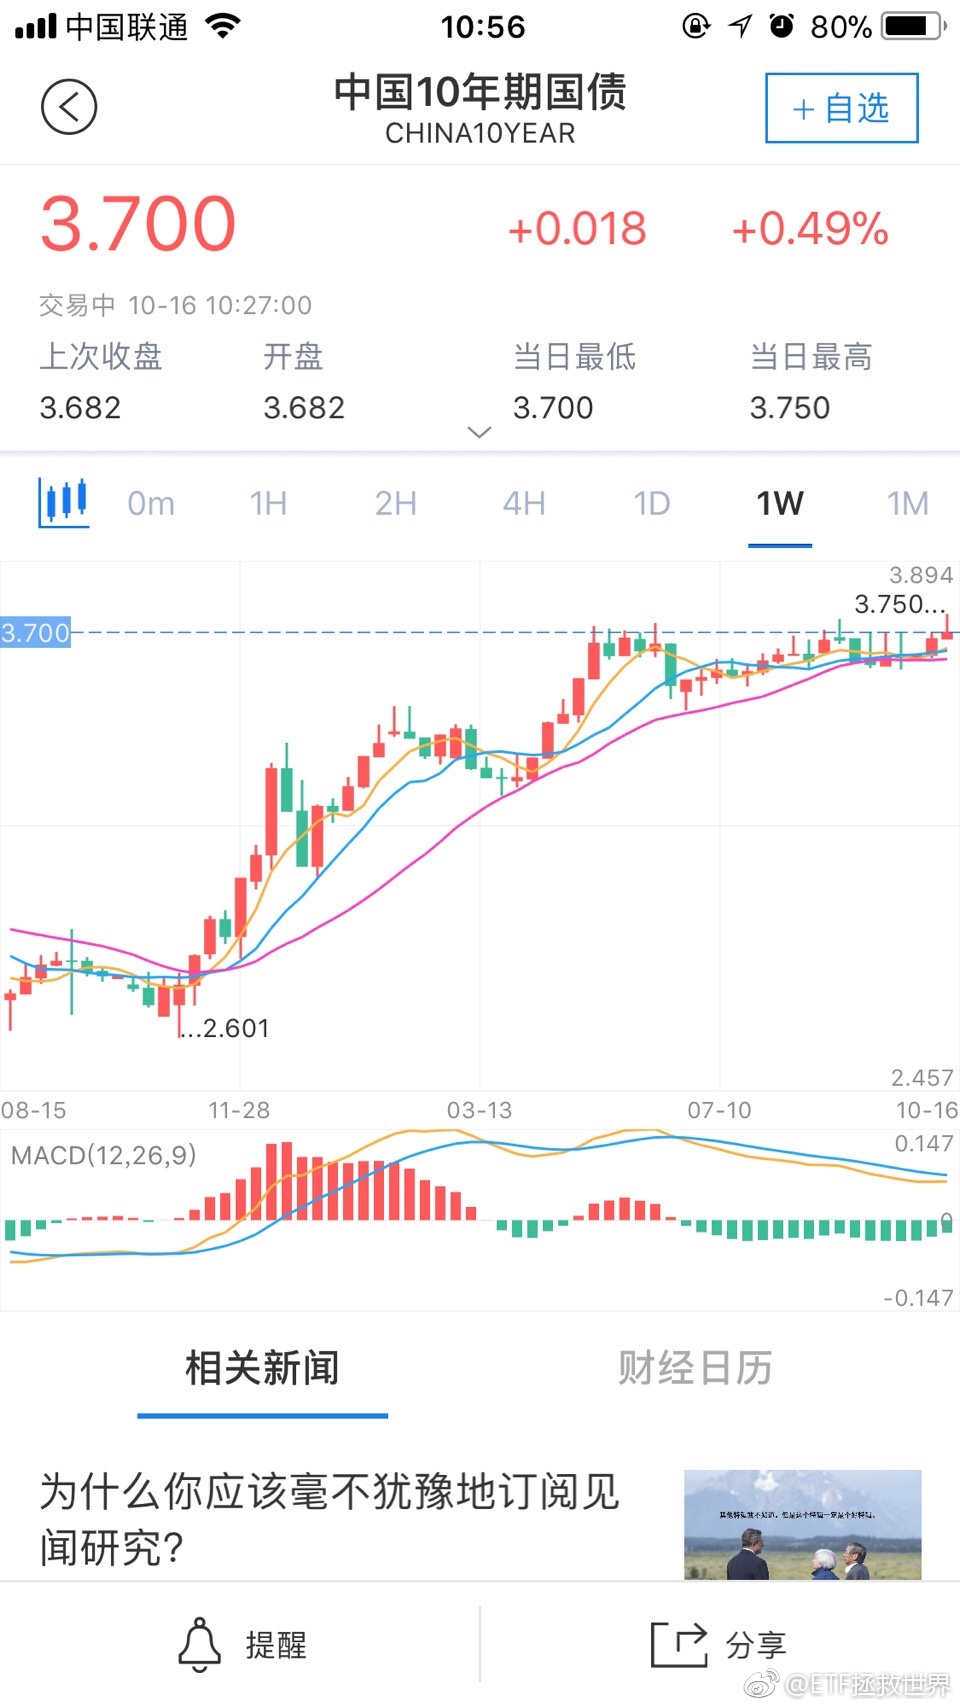 中国联通 10:56 80%
中国10年期国债
CHINA10YEAR
+自选
3.700 +0.018 +0.49%
交易中 10-16 10:27:00
上次收盘 开盘 当日最低 当日最高
3.682 3.682 3.700 3.750
0m 1H 2H 4H 1D 1W 1M
3.894
3.750...
3.700
...2.601
2.457
08-15 11-28 03-13 07-10 10-16
MACD(12,26,9) 0.147
0
-0.147
相关新闻 财经日历
为什么你应该毫不犹豫地订阅见
闻研究?
提醒 分享
@ETF拯救世界